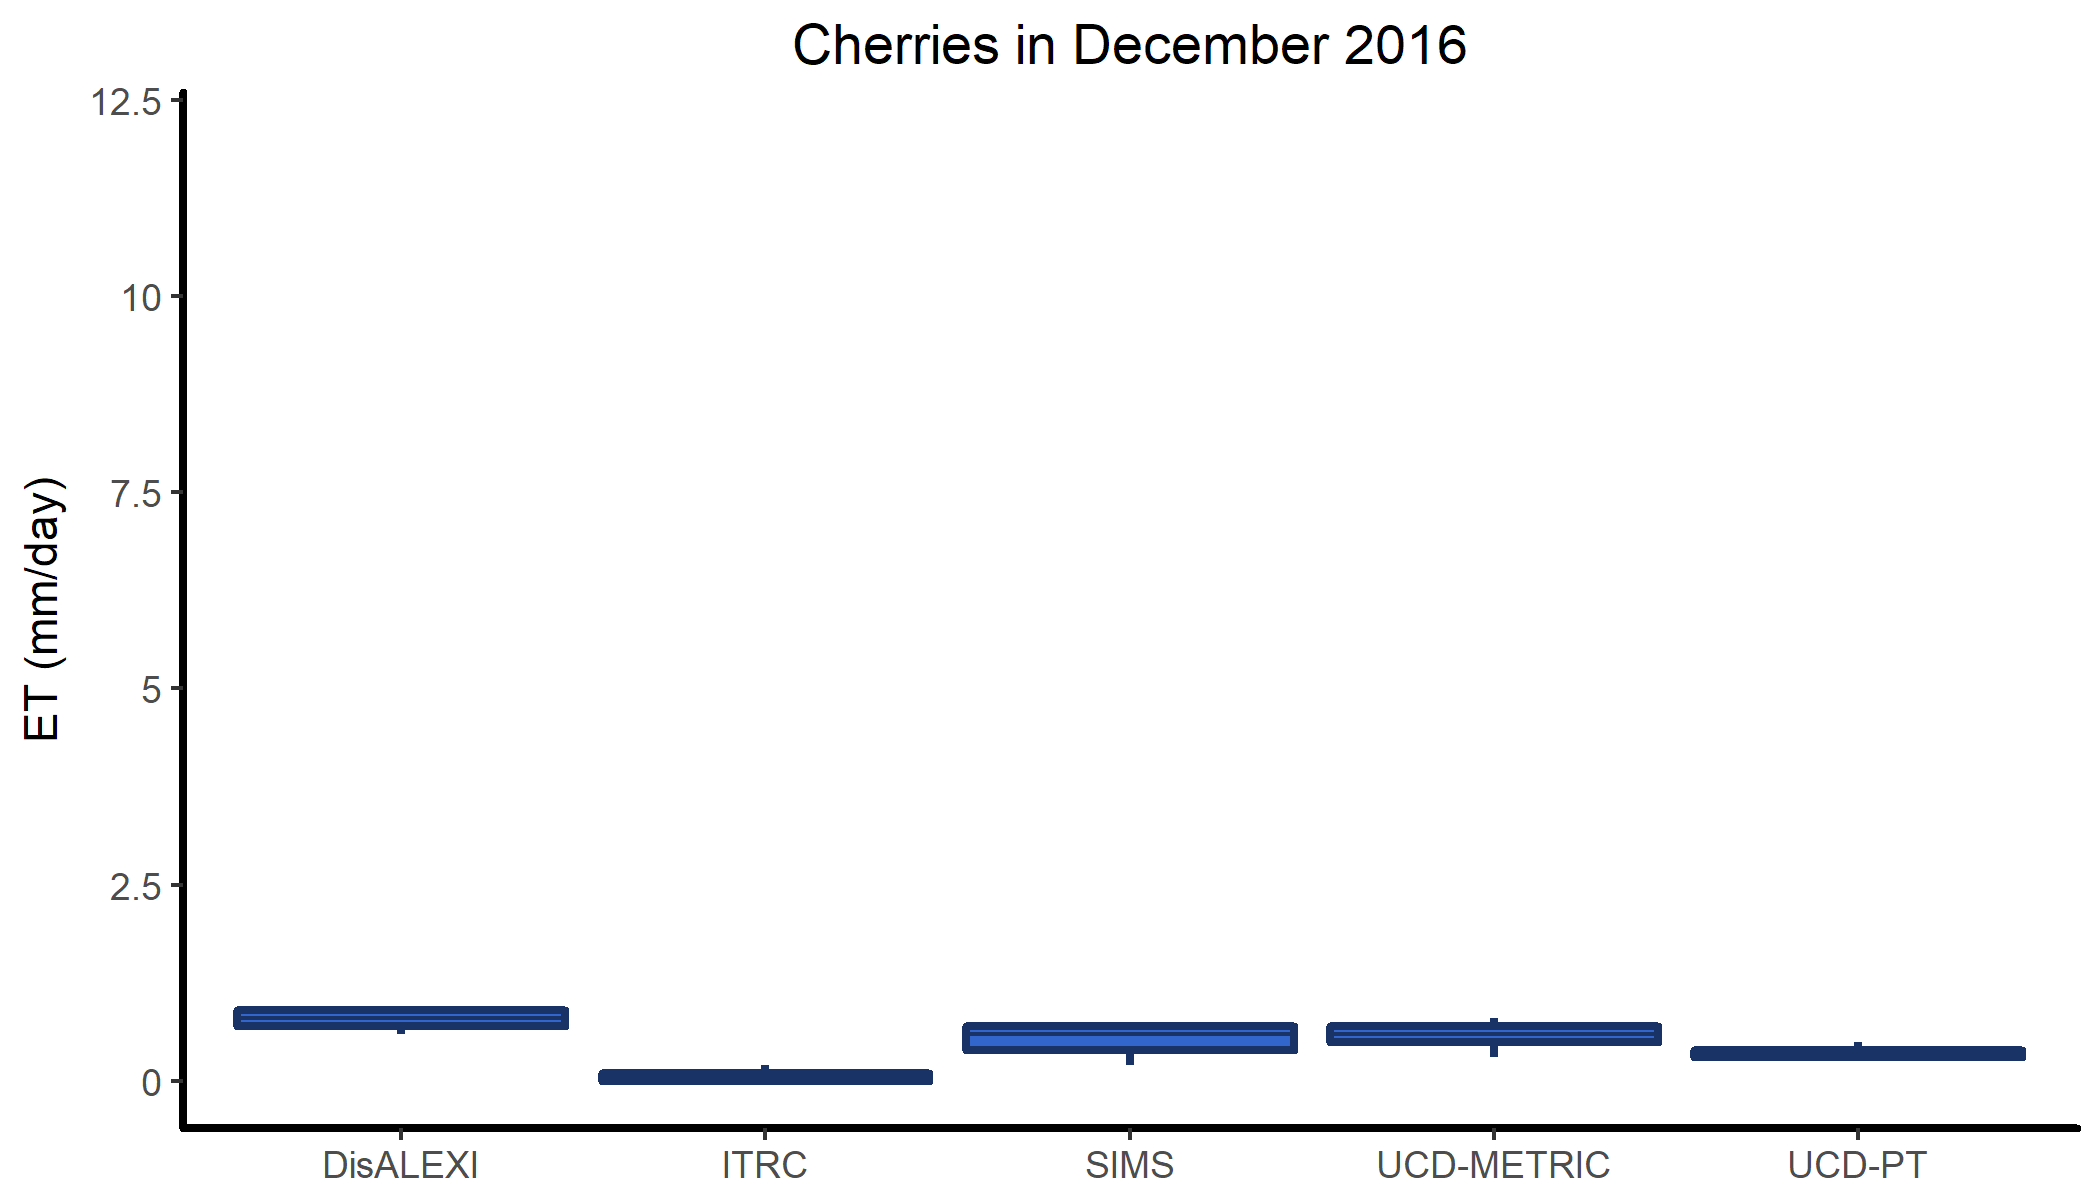 Cherries in December 2016
ET (mm/day)
12.5
10
7.5
5
2.5
0
DisALEXI
ITRC
SIMS
UCD-METRIC
UCD-PT